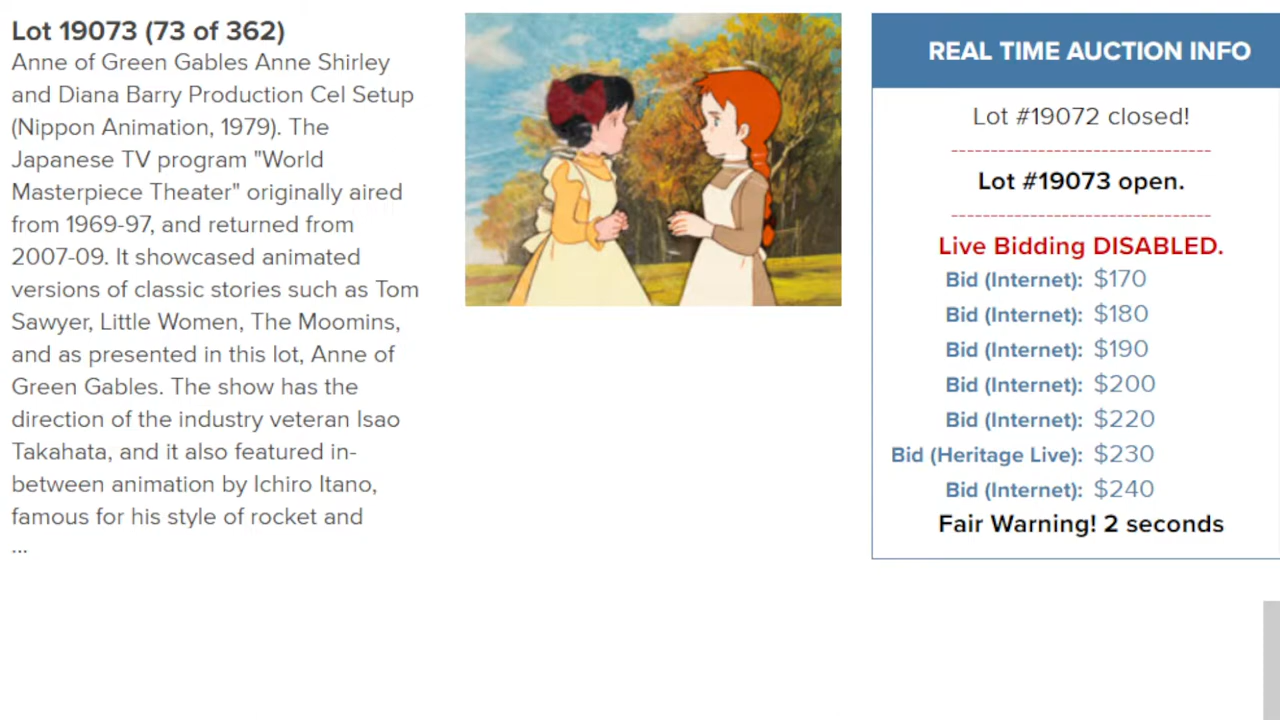 Lot 19073 (73 of 362)
Anne of Green Gables Anne Shirley
and Diana Barry Production Cel Setup
(Nippon Animation, 1979). The
Japanese TV program "World
Masterpiece Theater" originally aired
from 1969-97, and returned from
2007-09. It showcased animated
versions of classic stories such as Tom
Sawyer, Little Women, The Moomins,
and as presented in this lot, Anne of
Green Gables. The show has the
direction of the industry veteran Isao
Takahata, and it also featured in-
between animation by Ichiro Itano,
famous for his style of rocket and
...
REAL TIME AUCTION INFO
Lot #19072 closed!
-------------------------------
Lot #19073 open.
-------------------------------
Live Bidding DISABLED.
Bid (Internet): $170
Bid (Internet): $180
Bid (Internet): $190
Bid (Internet): $200
Bid (Internet): $220
Bid (Heritage Live): $230
Bid (Internet): $240
Fair Warning! 2 seconds